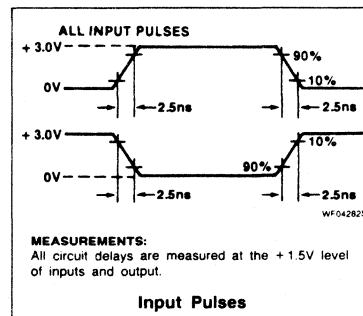 ALL INPUT PULSES
+ 3.0V
90%
10%
0V
2.5ns
2.5ns
+ 3.0V
10%
0V
90%
2.5ns
2.5ns
WF04282S
MEASUREMENTS:
All circuit delays are measured at the + 1.5V level
of inputs and output.
Input Pulses